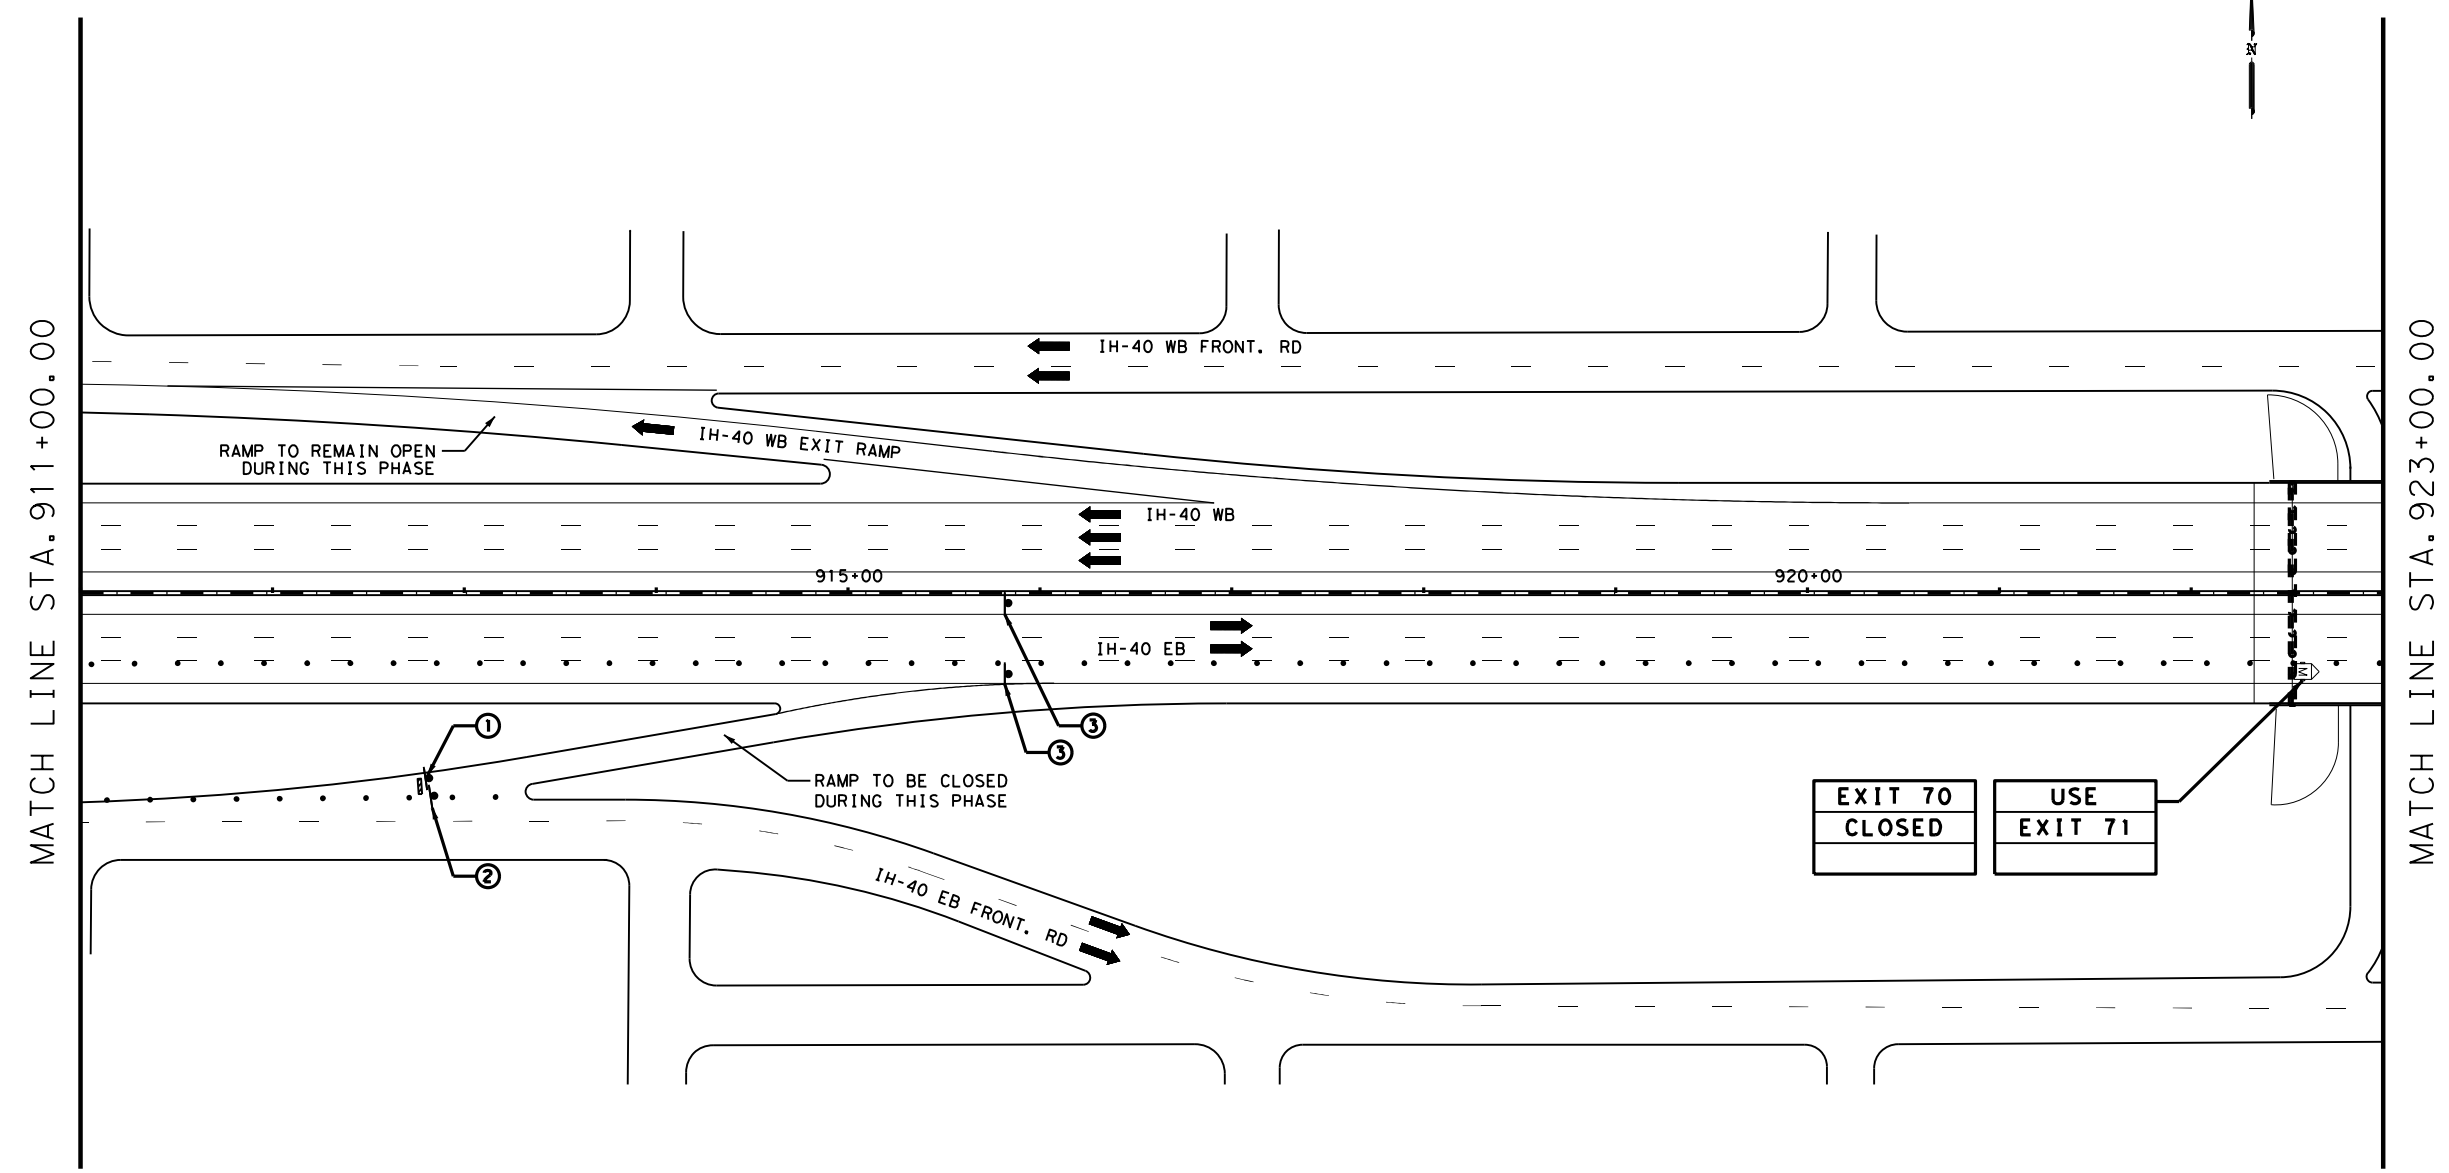 N
MATCH LINE STA. 911+00.00
MATCH LINE STA. 923+00.00
IH-40 WB FRONT. RD
RAMP TO REMAIN OPEN
DURING THIS PHASE
IH-40 WB EXIT RAMP
IH-40 WB
915+00
920+00
IH-40 EB
M
1
3
3
RAMP TO BE CLOSED
DURING THIS PHASE
2
IH-40 EB FRONT. RD
EXIT 70
CLOSED
USE
EXIT 71